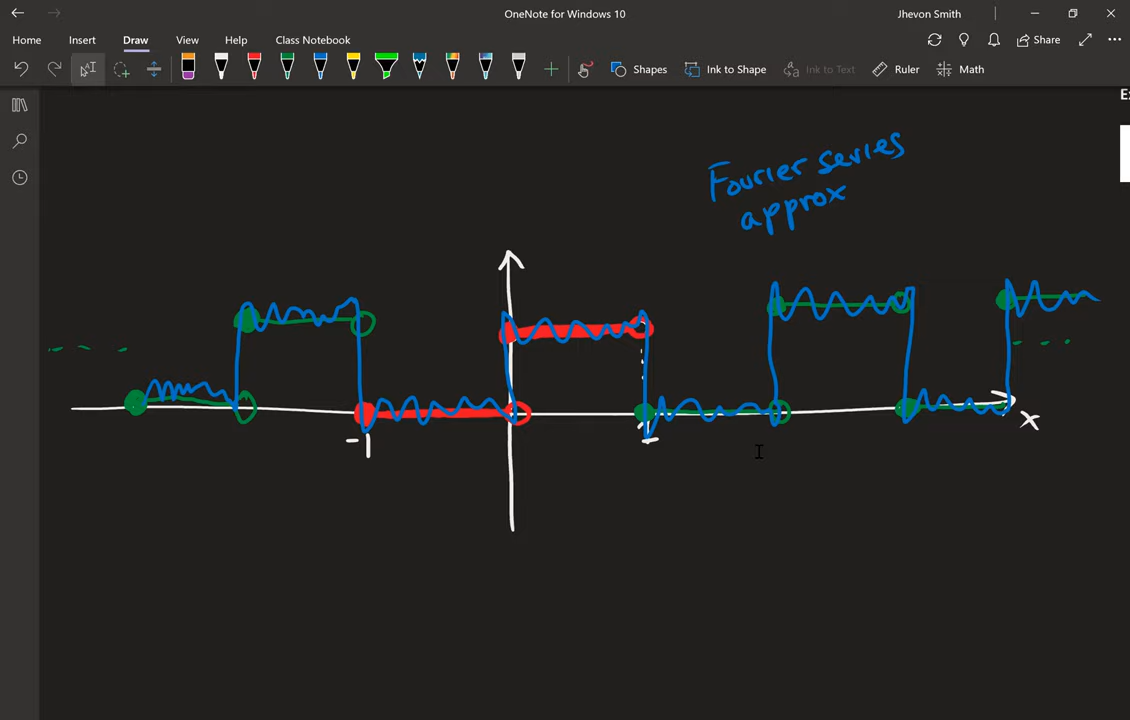 OneNote for Windows 10
Jhevon Smith
Home Insert Draw View Help Class Notebook
Share
Shapes Ink to Shape Ink to Text Ruler Math
Fourier series
approx
-1
1
x